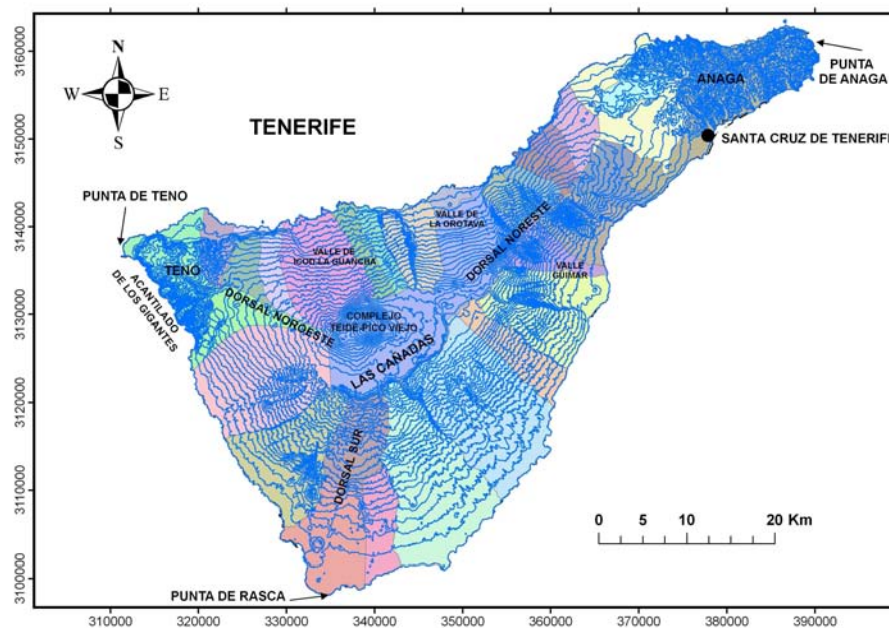 3160000
3150000
3140000
3130000
3120000
3110000
3100000
N
W
E
S
TENERIFE
PUNTA DE TENO
ANAGA
PUNTA
DE ANAGA
SANTA CRUZ DE TENERIFE
TENO
ACANTILADO
DE LOS GIGANTES
VALLE DE
ICOD-LA GUANCHA
VALLE DE
LA OROTAVA
DORSAL NORESTE
VALLE
GUIMAR
DORSAL NOROESTE
COMPLEJO
TEIDE-PICO VIEJO
LAS CAÑADAS
DORSAL SUR
PUNTA DE RASCA
0 5 10 20 Km
310000 320000 330000 340000 350000 360000 370000 380000 390000